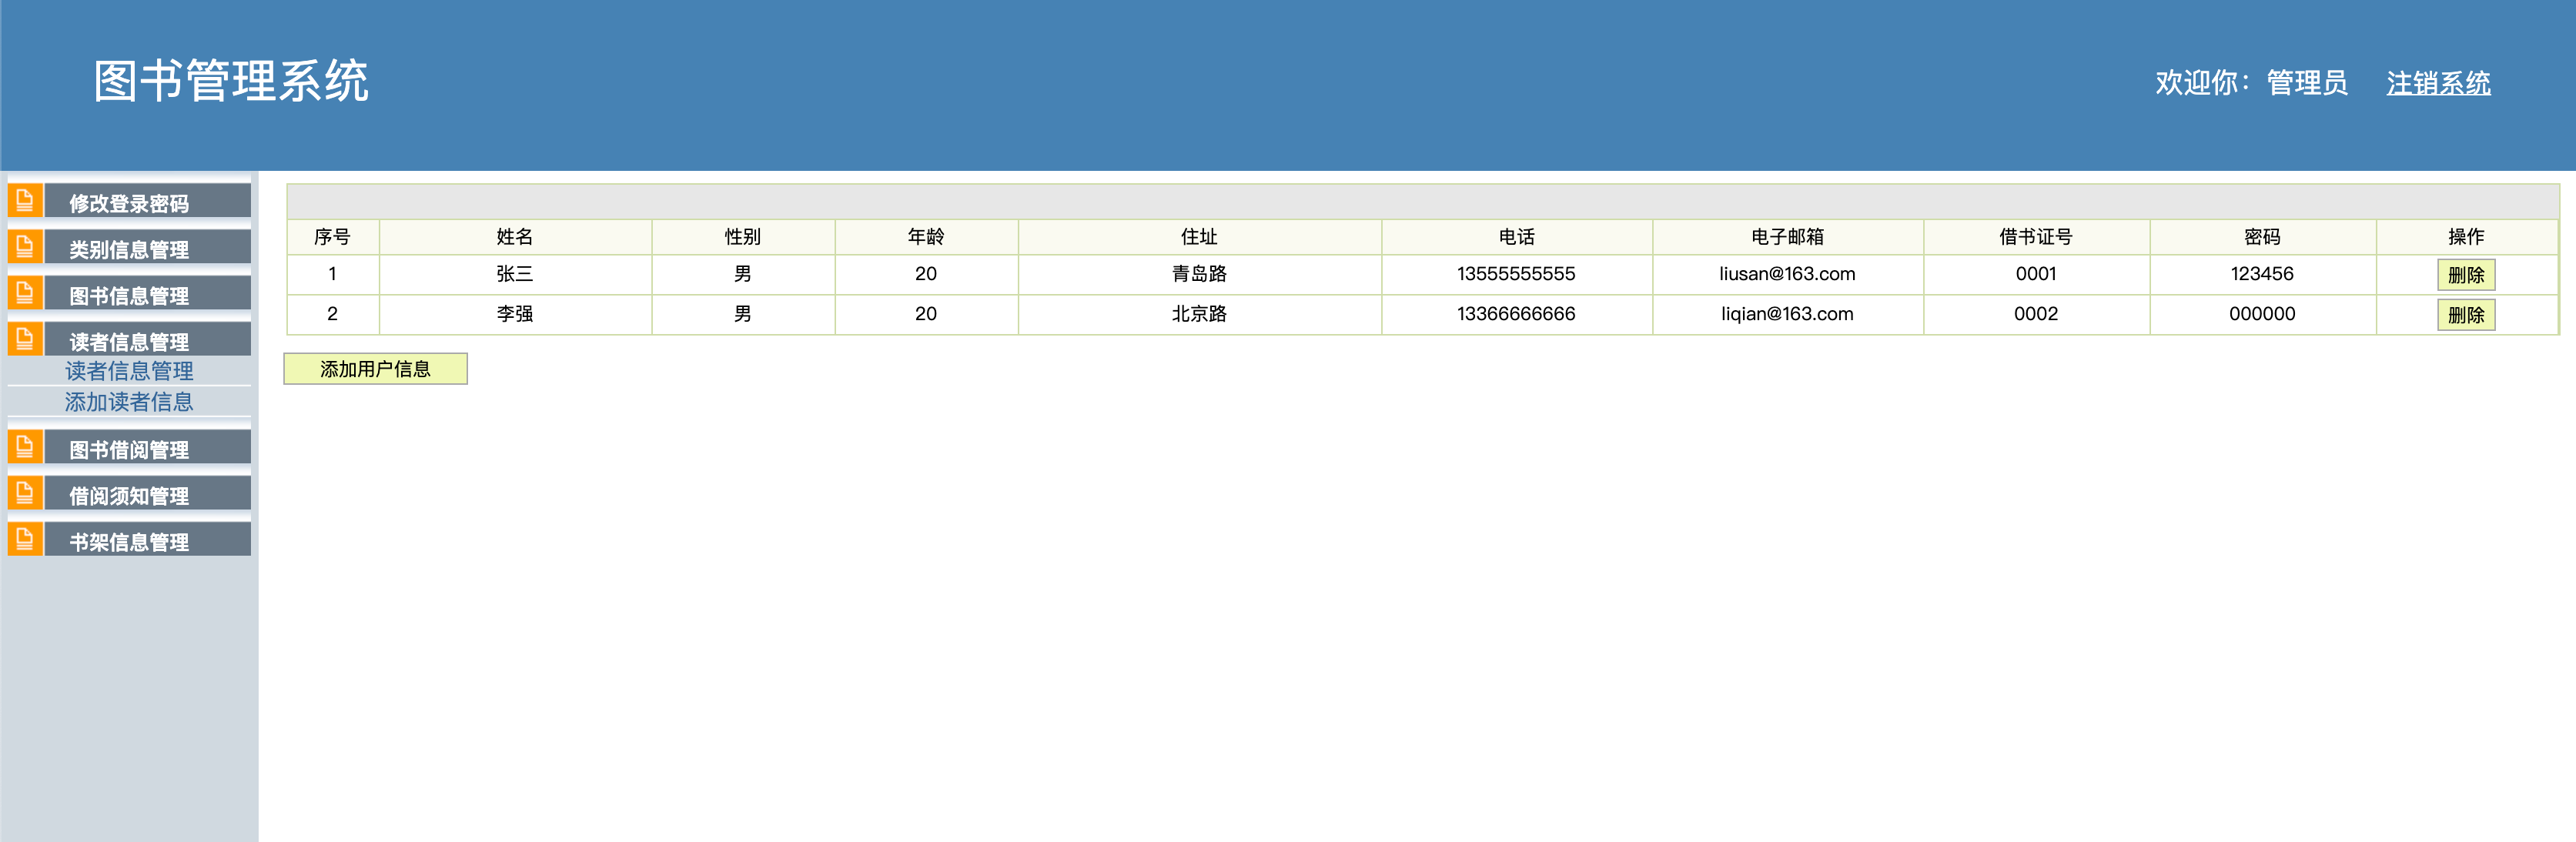 图书管理系统
欢迎你：管理员 注销系统
修改登录密码
类别信息管理
图书信息管理
读者信息管理
读者信息管理
添加读者信息
图书借阅管理
借阅须知管理
书架信息管理
序号 姓名 性别 年龄 住址 电话 电子邮箱 借书证号 密码 操作
1 张三 男 20 青岛路 13555555555 liusan@163.com 0001 123456 删除
2 李强 男 20 北京路 13366666666 liqian@163.com 0002 000000 删除
添加用户信息